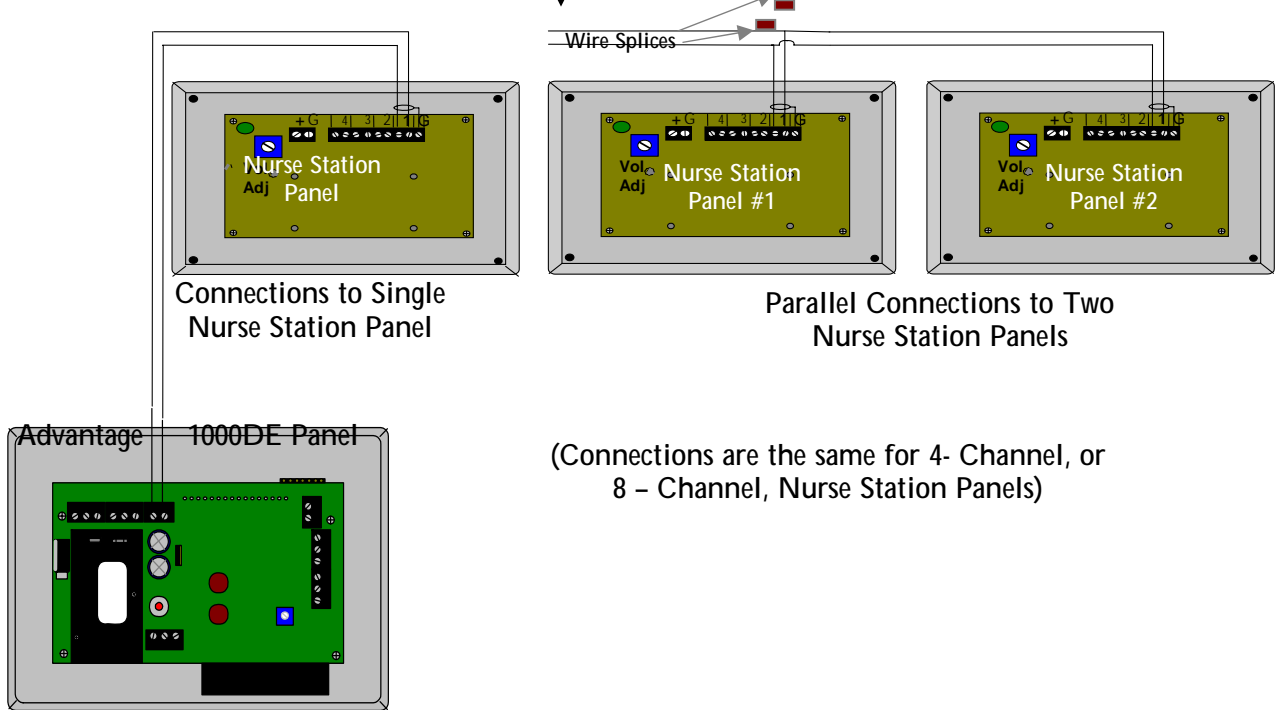 Wire Splices
+ G 4 3 2 1 G
Nurse Station
Panel
Adj
+ G 4 3 2 1 G
Vol
Adj
Nurse Station
Panel #1
+ G 4 3 2 1 G
Vol
Adj
Nurse Station
Panel #2
Connections to Single
Nurse Station Panel
Parallel Connections to Two
Nurse Station Panels
Advantage 1000DE Panel
(Connections are the same for 4- Channel, or
8 – Channel, Nurse Station Panels)